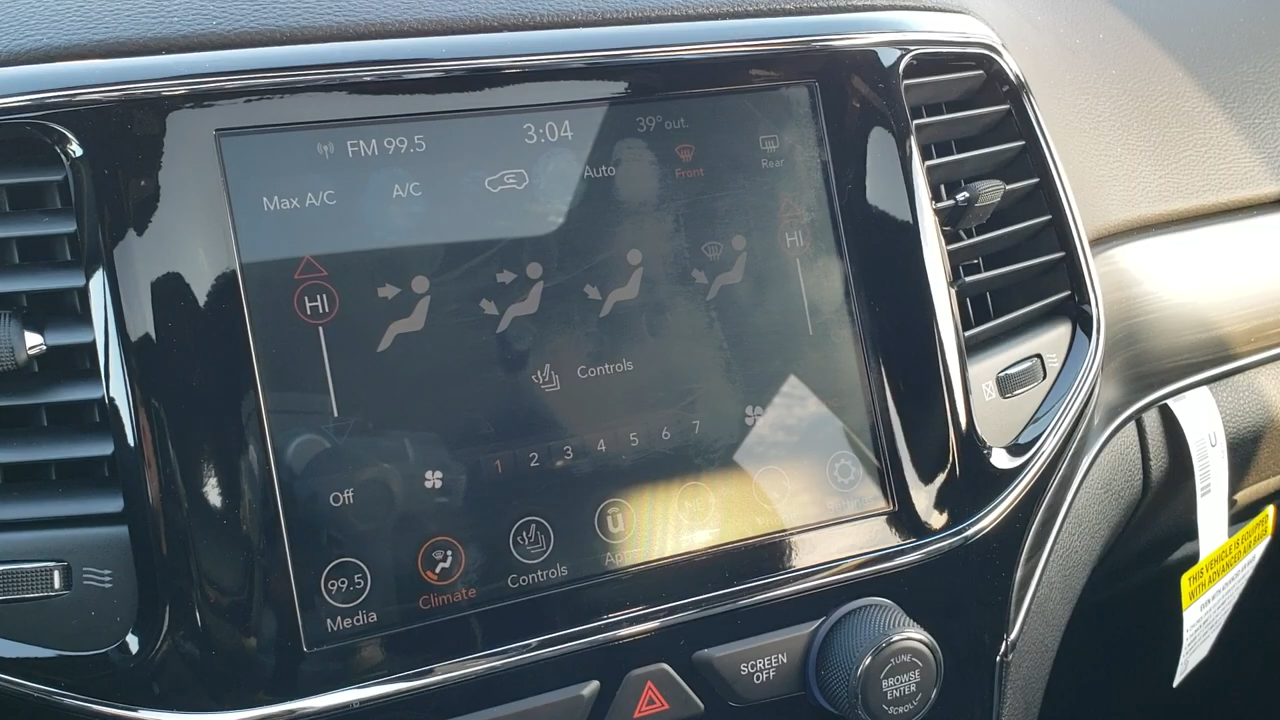 FM 99.5
3:04
39° out.
Max A/C
A/C
Auto
Front
Rear
HI
HI
Controls
1 2 3 4 5 6 7
Off
99.5
Media
Climate
Controls
SCREEN
OFF
TUNE
BROWSE
ENTER
SCROLL
U
THIS VEHICLE IS EQUIPPED
WITH ADVANCED AIR BAGS